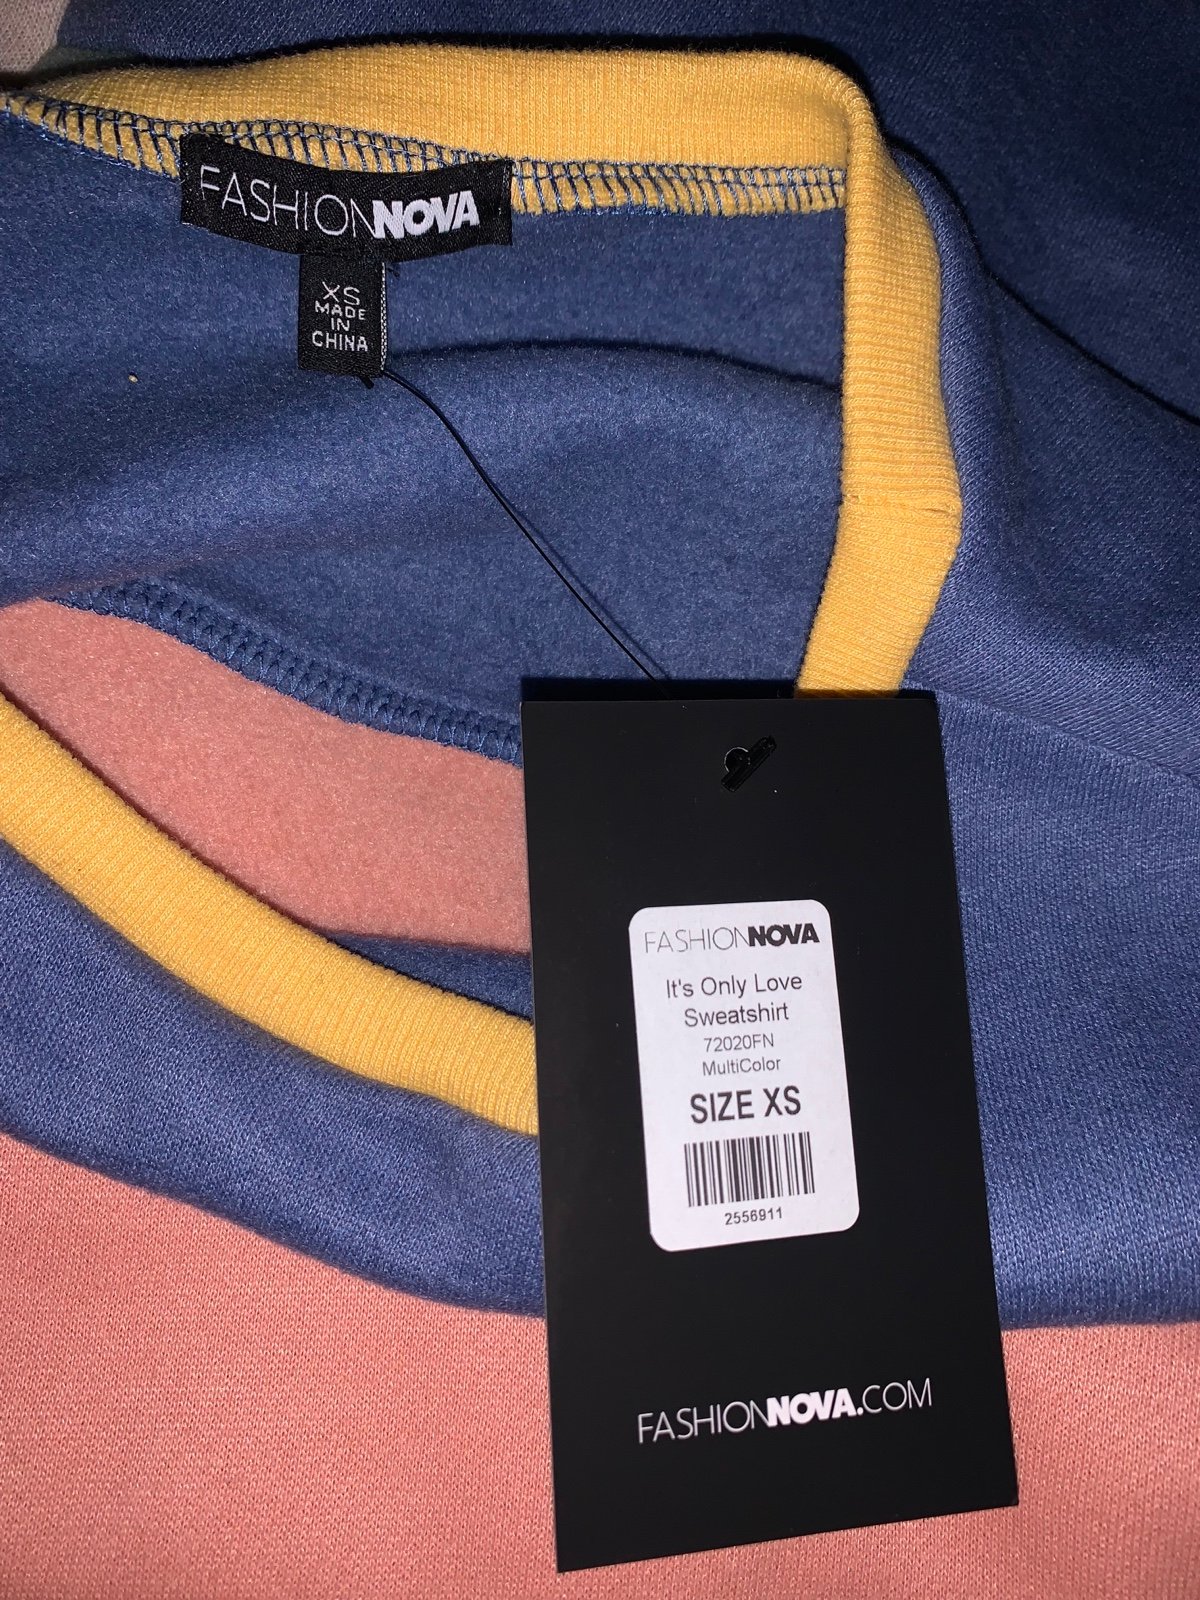 FASHIONNOVA
XS
MADE
IN
CHINA
FASHIONNOVA
It's Only Love
Sweatshirt
72020FN
MultiColor
SIZE XS
2556911
FASHIONNOVA.COM